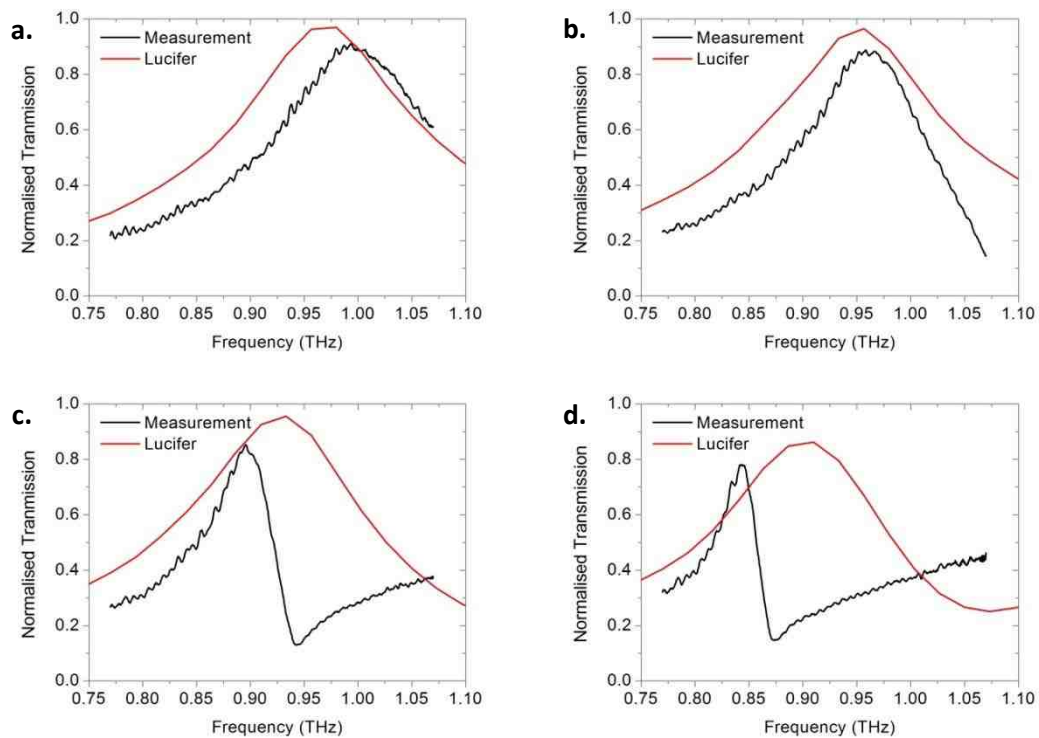 a.
Measurement
Lucifer
Normalised Tranmission
1.0
0.8
0.6
0.4
0.2
0.0
0.75 0.80 0.85 0.90 0.95 1.00 1.05 1.10
Frequency (THz)
b.
Measurement
Lucifer
Normalised Tranmission
1.0
0.8
0.6
0.4
0.2
0.0
0.75 0.80 0.85 0.90 0.95 1.00 1.05 1.10
Frequency (THz)
c.
Measurement
Lucifer
Normalised Tranmission
1.0
0.8
0.6
0.4
0.2
0.0
0.75 0.80 0.85 0.90 0.95 1.00 1.05 1.10
Frequency (THz)
d.
Measurement
Lucifer
Normalised Transmission
1.0
0.8
0.6
0.4
0.2
0.0
0.75 0.80 0.85 0.90 0.95 1.00 1.05 1.10
Frequency (THz)